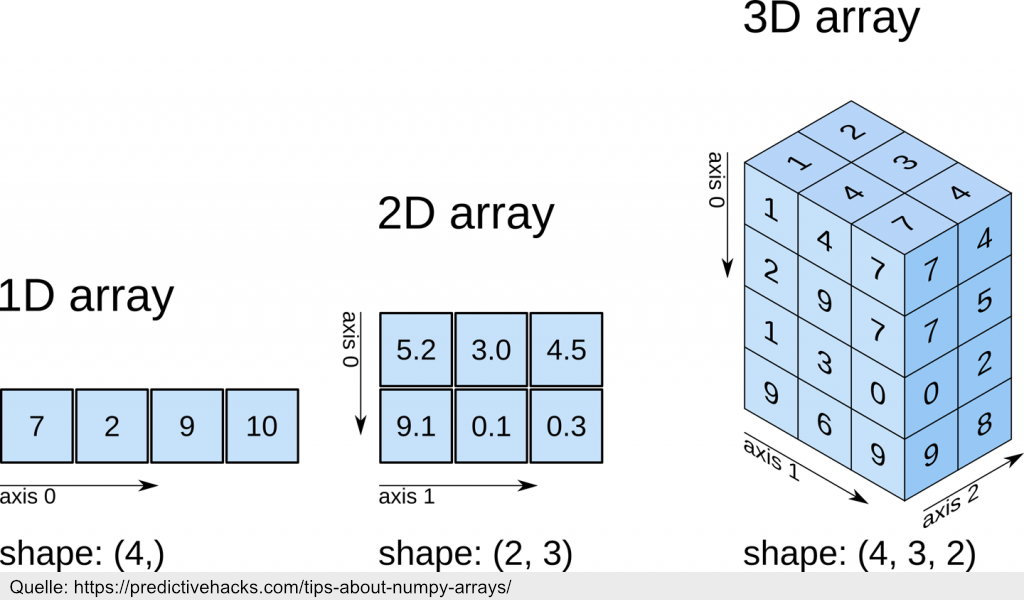 1D array
7 2 9 10
axis 0
shape: (4,)
2D array
axis 0
5.2 3.0 4.5
9.1 0.1 0.3
axis 1
shape: (2, 3)
3D array
axis 0
2
1 3
4 4
7
1 4 7 7 4
2 9 7 7 5
1 3 0 0 2
9 6 9 9 8
axis 1
axis 2
shape: (4, 3, 2)
Quelle: https://predictivehacks.com/tips-about-numpy-arrays/